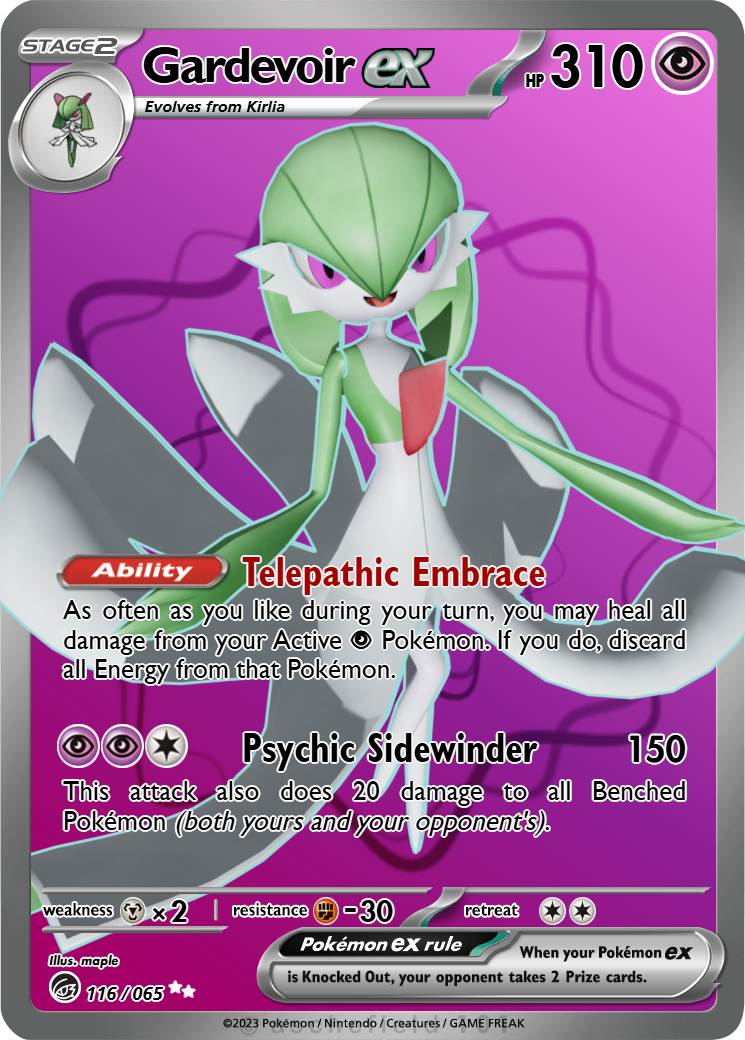 STAGE2
Gardevoir ex
HP 310
Evolves from Kirlia
Ability Telepathic Embrace
As often as you like during your turn, you may heal all
damage from your Active Pokémon. If you do, discard
all Energy from that Pokémon.
Psychic Sidewinder 150
This attack also does 20 damage to all Benched
Pokémon (both yours and your opponent's).
weakness ×2 resistance -30 retreat
Illus. maple
Pokémon ex rule When your Pokémon ex
is Knocked Out, your opponent takes 2 Prize cards.
116/065
©2023 Pokémon / Nintendo / Creatures / GAME FREAK